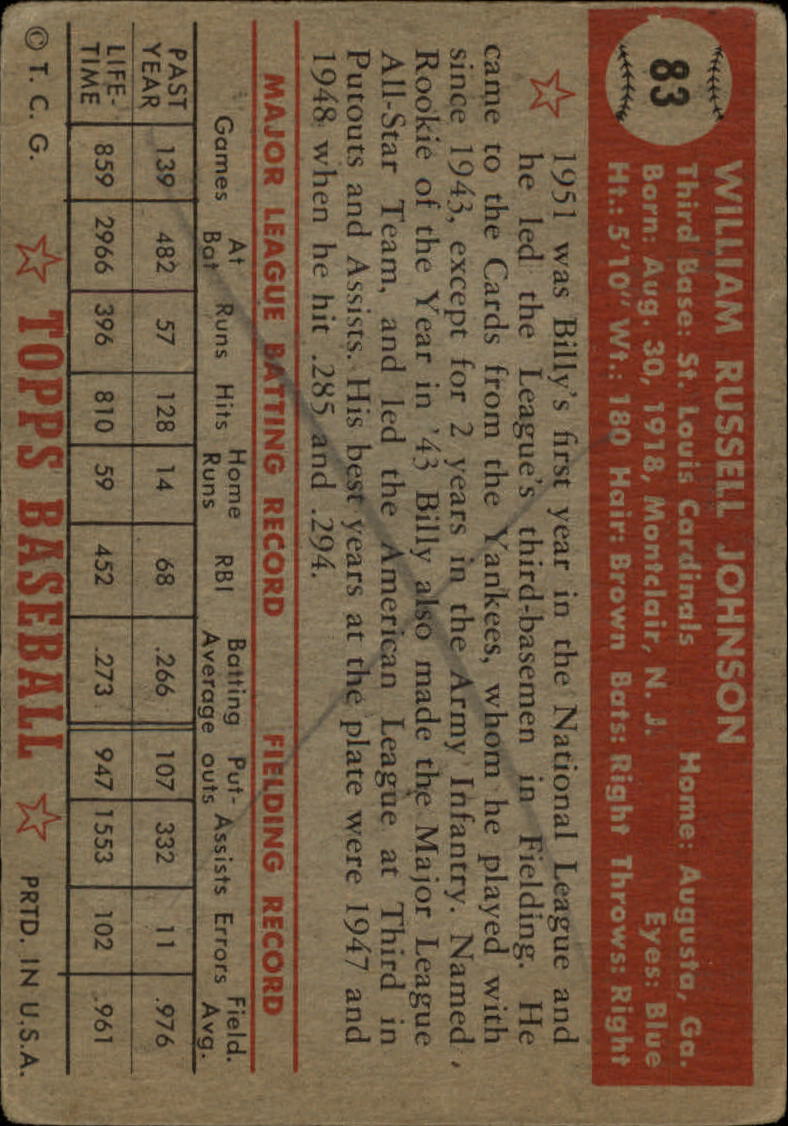 83
WILLIAM RUSSELL JOHNSON
Third Base: St. Louis Cardinals Home: Augusta, Ga.
Born: Aug. 30, 1918, Montclair, N. J. Eyes: Blue
Ht.: 5'10" Wt.: 180 Hair: Brown Bats: Right Throws: Right
1951 was Billy's first year in the National League and
he led the League's third-basemen in Fielding. He
came to the Cards from the Yankees, whom he played with
since 1943, except for 2 years in the Army Infantry. Named
Rookie of the Year in '43 Billy also made the Major League
All-Star Team, and led the American League at Third in
Putouts and Assists. His best years at the plate were 1947 and
1948 when he hit .285 and .294.
MAJOR LEAGUE BATTING RECORD FIELDING RECORD
Games At Bat Runs Hits Home Runs RBI Batting Average Put-outs Assists Errors Field. Avg.
PAST YEAR 139 482 57 128 14 68 .266 107 332 11 .976
LIFE-TIME 859 2966 396 810 59 452 .273 947 1553 102 .961
© T. C. G. TOPPS BASEBALL PRTD. IN U.S.A.